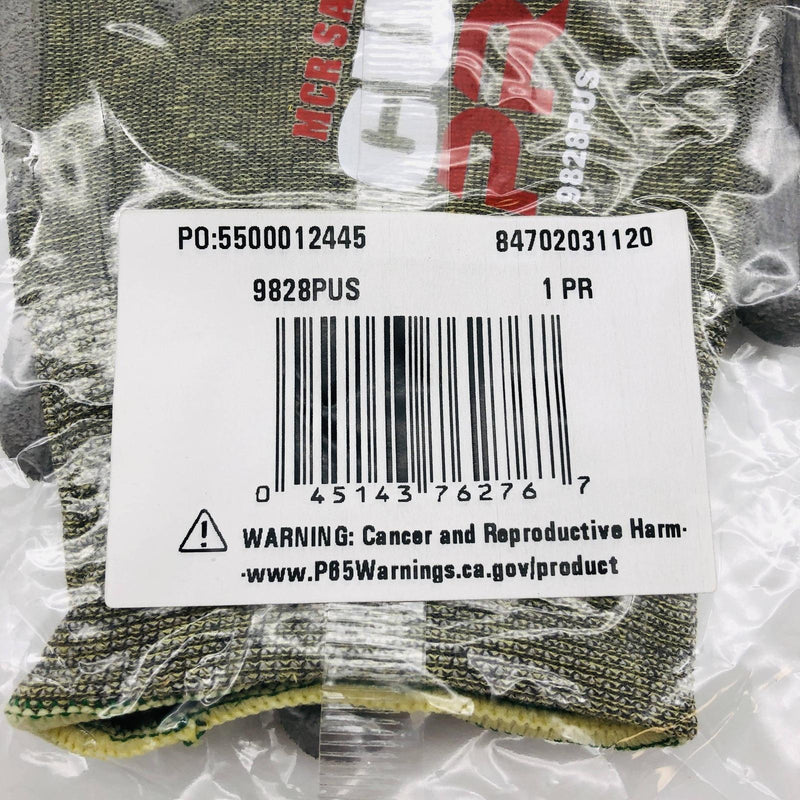 MCR SA
PR
9828PUS
PO:5500012445 84702031120
9828PUS 1 PR
0 45143 76276 7
WARNING: Cancer and Reproductive Harm-
-www.P65Warnings.ca.gov/product